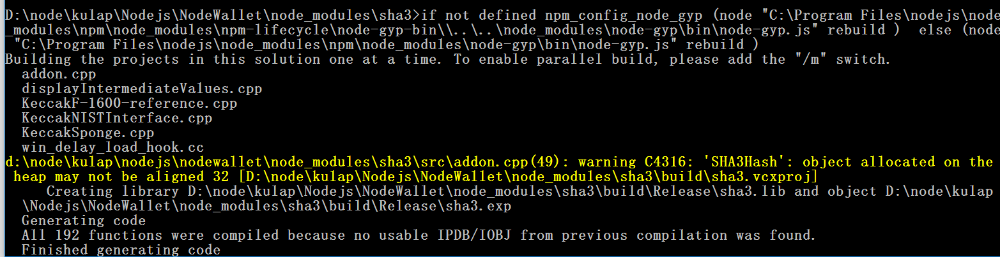 D:\node\kulap\Nodejs\NodeWallet\node_modules\sha3>if not defined npm_config_node_gyp (node "C:\Program Files\nodejs\node
_modules\npm\node_modules\npm-lifecycle\node-gyp-bin\\..\..\node_modules\node-gyp\bin\node-gyp.js" rebuild )  else (node
 "C:\Program Files\nodejs\node_modules\npm\node_modules\node-gyp\bin\node-gyp.js" rebuild )
Building the projects in this solution one at a time. To enable parallel build, please add the "/m" switch.
  addon.cpp
  displayIntermediateValues.cpp
  KeccakF-1600-reference.cpp
  KeccakNISTInterface.cpp
  KeccakSponge.cpp
  win_delay_load_hook.cc
d:\node\kulap\nodejs\nodewallet\node_modules\sha3\src\addon.cpp(49): warning C4316: 'SHA3Hash': object allocated on the
 heap may not be aligned 32 [D:\node\kulap\Nodejs\NodeWallet\node_modules\sha3\build\sha3.vcxproj]
     Creating library D:\node\kulap\Nodejs\NodeWallet\node_modules\sha3\build\Release\sha3.lib and object D:\node\kulap
  \Nodejs\NodeWallet\node_modules\sha3\build\Release\sha3.exp
  Generating code
  All 192 functions were compiled because no usable IPDB/IOBJ from previous compilation was found.
  Finished generating code